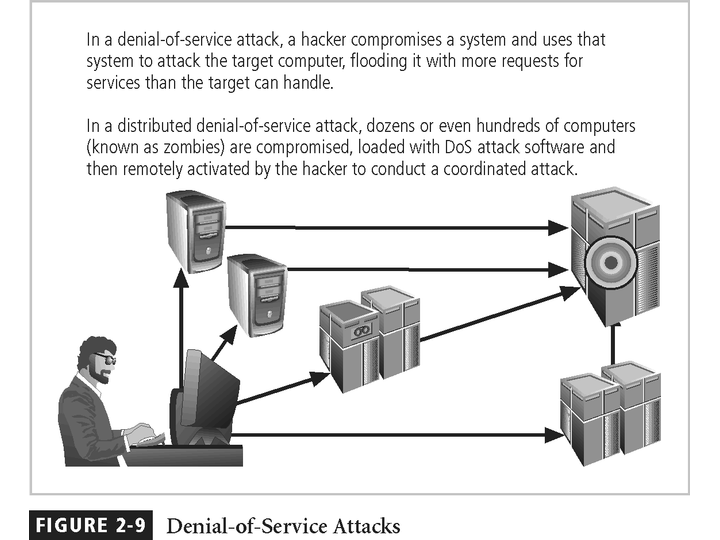 In a denial-of-service attack, a hacker compromises a system and uses that
system to attack the target computer, flooding it with more requests for
services than the target can handle.
In a distributed denial-of-service attack, dozens or even hundreds of computers
(known as zombies) are compromised, loaded with DoS attack software and
then remotely activated by the hacker to conduct a coordinated attack.
FIGURE 2-9 Denial-of-Service Attacks